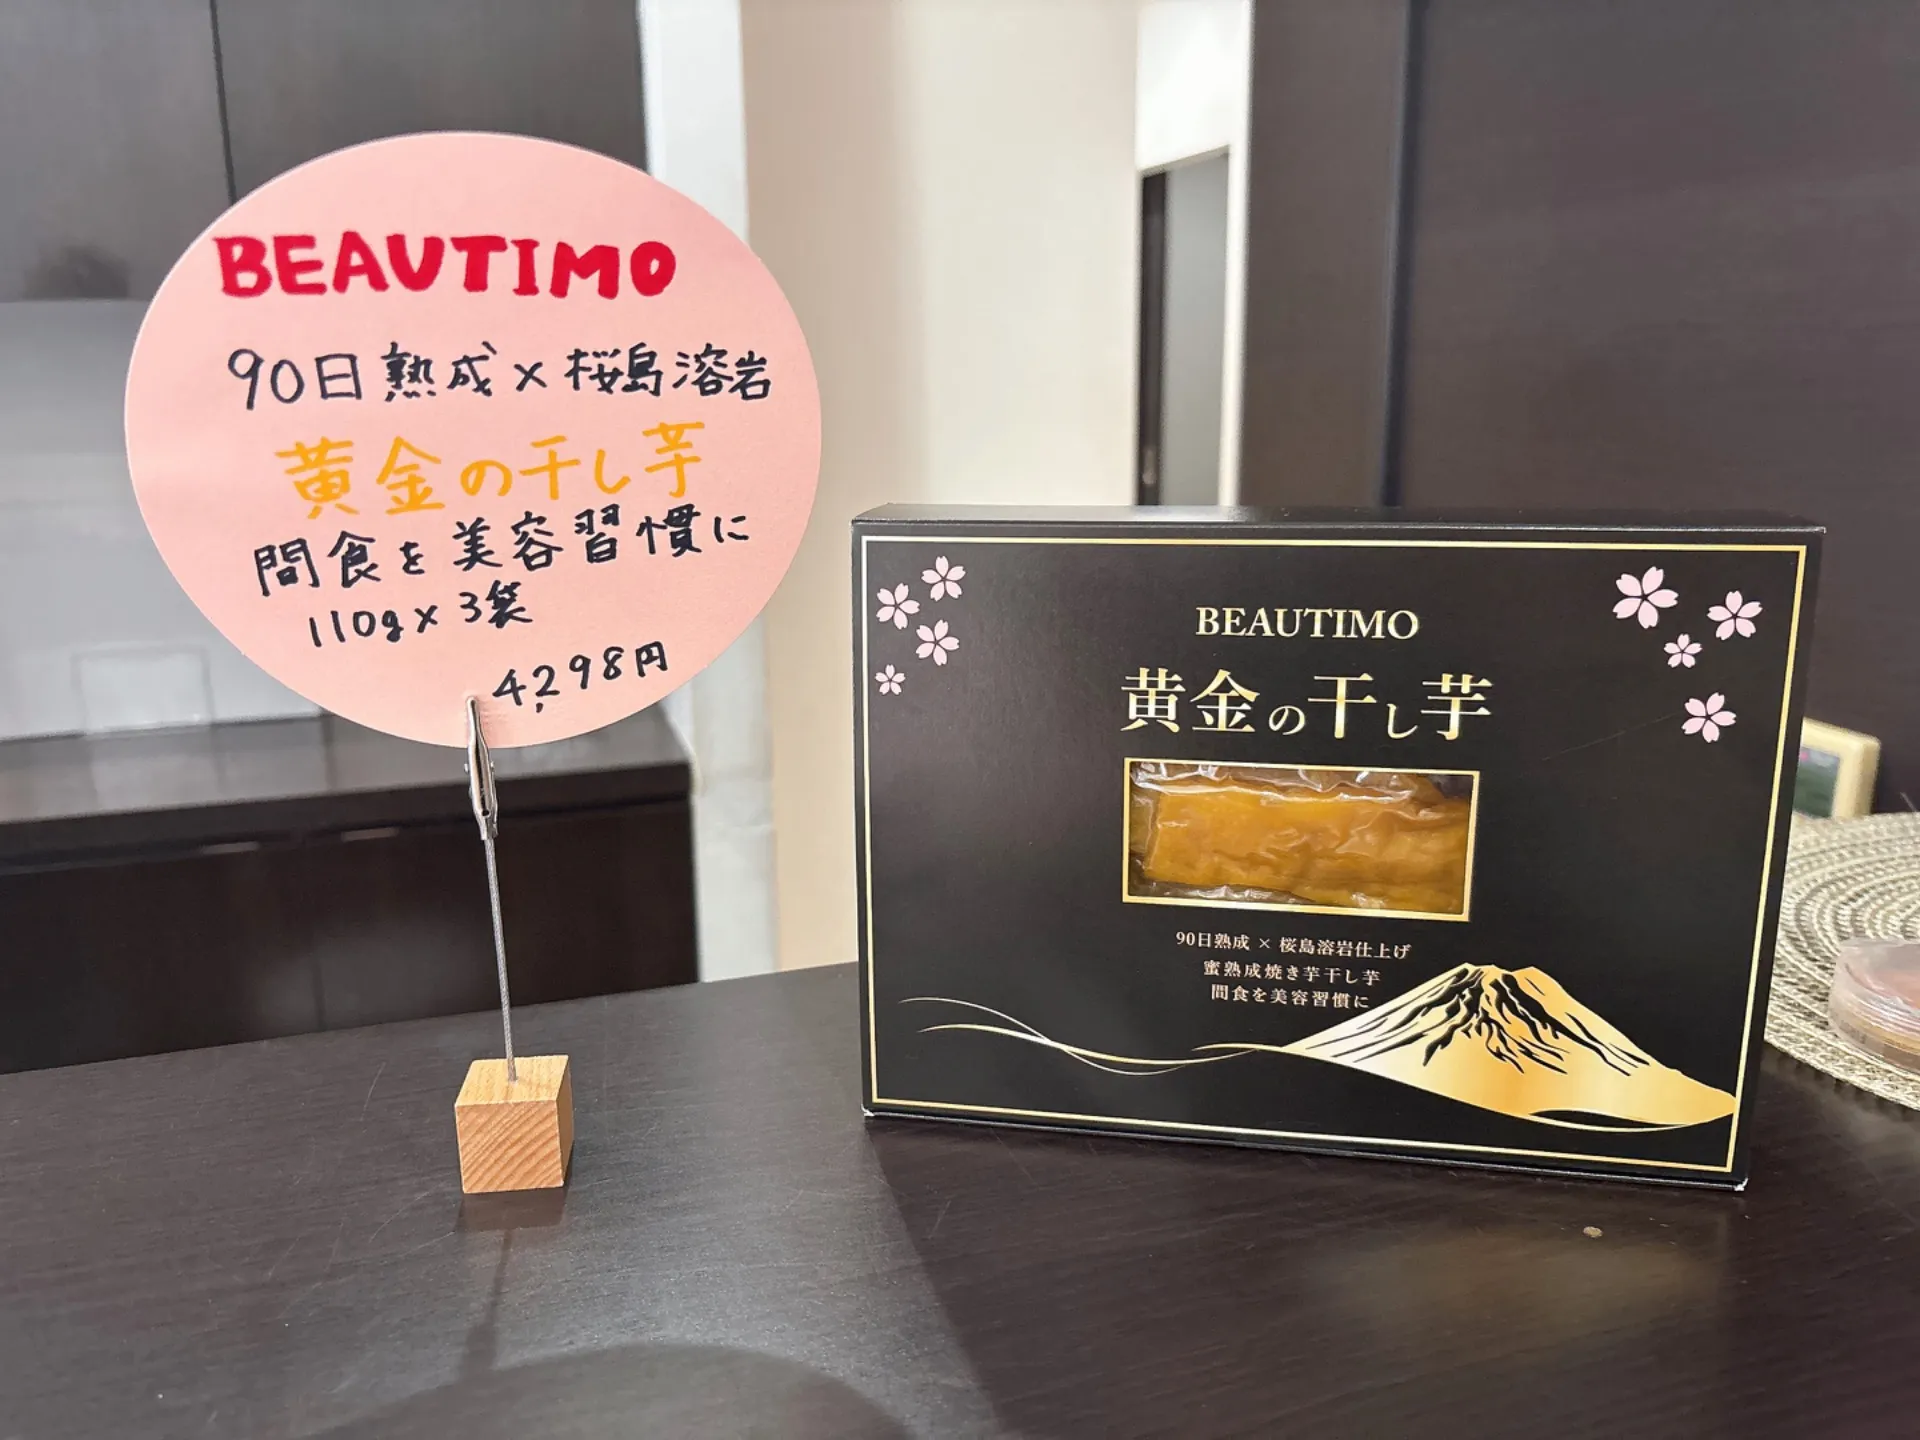 BEAUTIMO
90日熟成×桜島溶岩
黄金の干し芋
間食を美容習慣に
110g×3袋
4,298円
BEAUTIMO
黄金の干し芋
90日熟成 × 桜島溶岩仕上げ
蜜熟成焼き芋干し芋
間食を美容習慣に